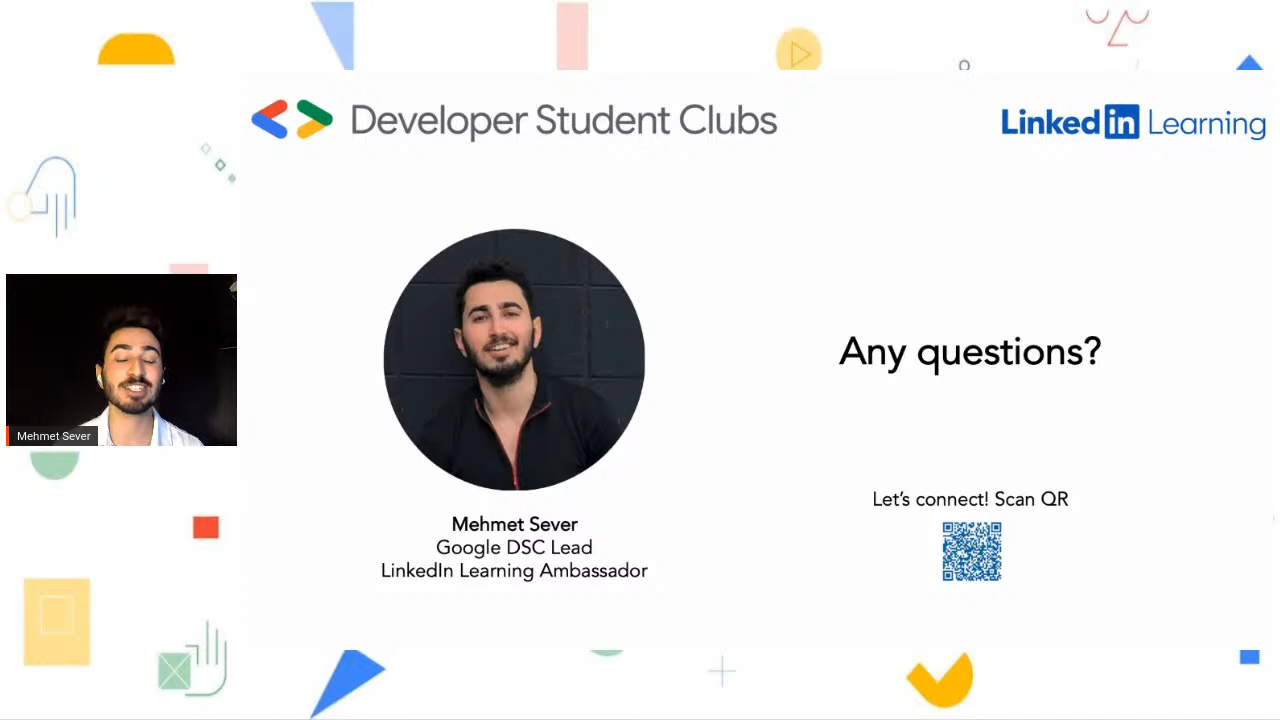 Developer Student Clubs
Linked in Learning
Mehmet Sever
Any questions?
Let's connect! Scan QR
Mehmet Sever
Google DSC Lead
LinkedIn Learning Ambassador